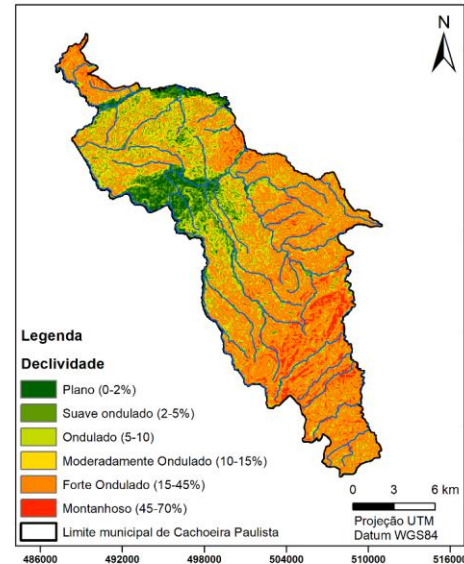 N
Legenda
Declividade
Plano (0-2%)
Suave ondulado (2-5%)
Ondulado (5-10)
Moderadamente Ondulado (10-15%)
Forte Ondulado (15-45%)
Montanhoso (45-70%)
Limite municipal de Cachoeira Paulista
0 3 6 km
Projeção UTM
Datum WGS84
486000 492000 498000 504000 510000 516000